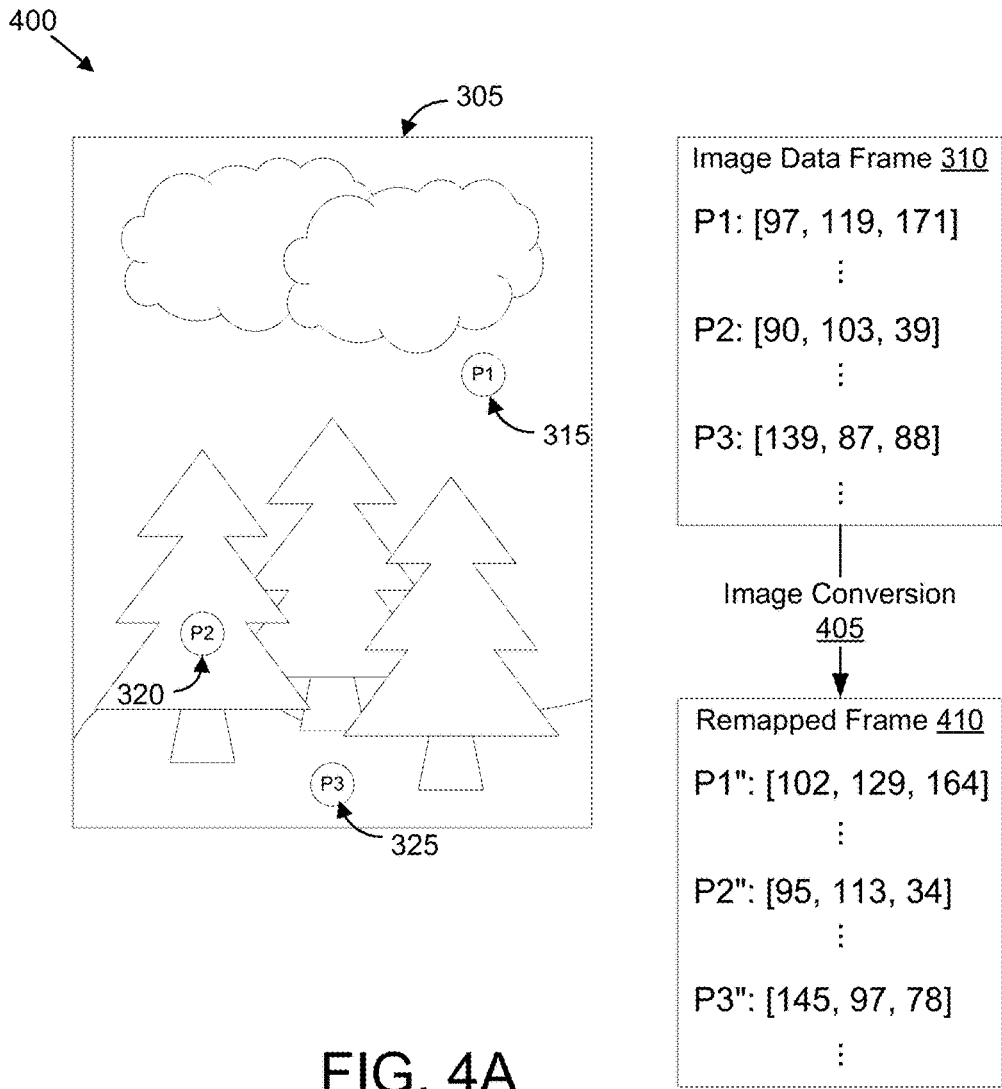 400
305
P1
315
P2
320
P3
325
Image Data Frame 310
P1: [97, 119, 171]
⋮
P2: [90, 103, 39]
⋮
P3: [139, 87, 88]
⋮
Image Conversion
405
Remapped Frame 410
P1": [102, 129, 164]
⋮
P2": [95, 113, 34]
⋮
P3": [145, 97, 78]
⋮
FIG. 4A